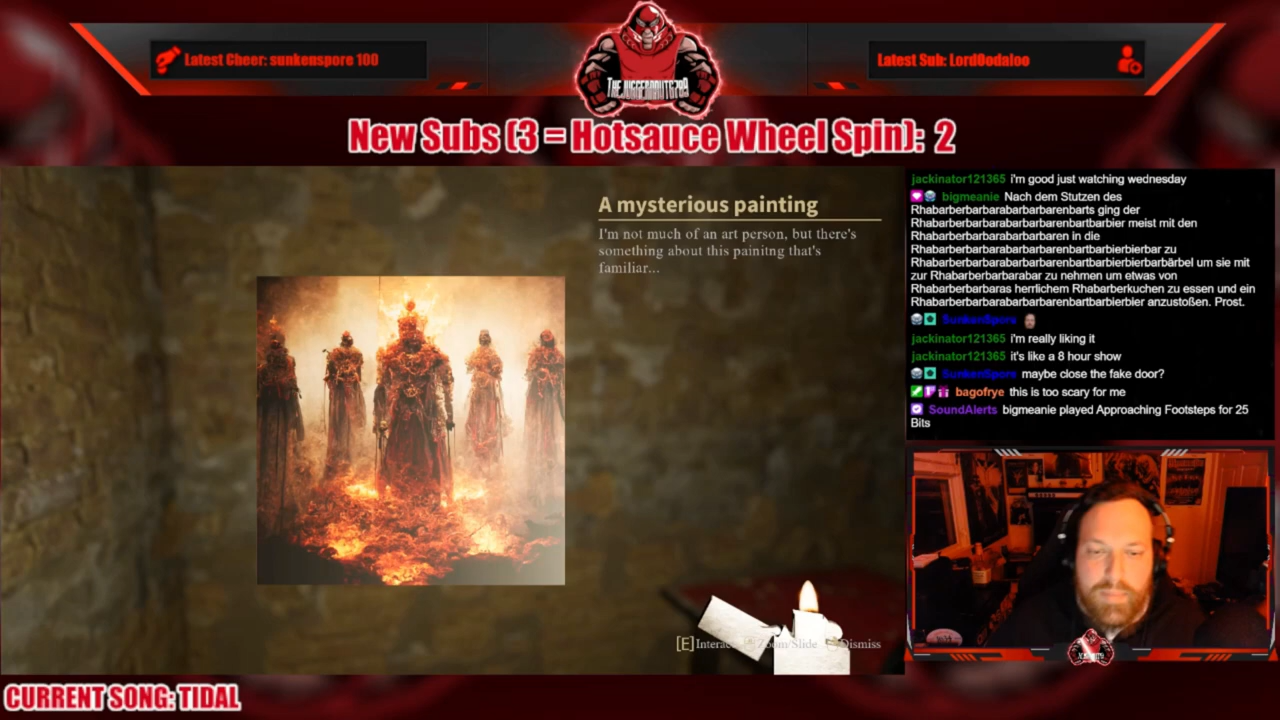 Latest Cheer: sunkenspore 100
THEJUGGERNAUT6789
Latest Sub: LordOodaloo
New Subs (3 = Hotsauce Wheel Spin): 2
A mysterious painting
I'm not much of an art person, but there's
something about this painitng that's
familiar...
[E]Interac
Zoom/Slide
Dismiss
jackinator121365 i'm good just watching wednesday
bigmeanie Nach dem Stutzen des
Rhabarberbarbarabarbarbarenbarts ging der
Rhabarberbarbarabarbarbarenbartbarbier meist mit den
Rhabarberbarbarabarbarbaren in die
Rhabarberbarbarabarbarbarenbartbarbierbierbar zu
Rhabarberbarbarabarbarbarenbartbarbierbierbarbärbel um sie mit
zur Rhabarberbarbarabar zu nehmen um etwas von
Rhabarberbarbaras herrlichem Rhabarberkuchen zu essen und ein
Rhabarberbarbarabarbarbarenbartbarbierbier anzustoßen. Prost.
SunkenSpore
jackinator121365 i'm really liking it
jackinator121365 it's like a 8 hour show
SunkenSpore maybe close the fake door?
bagofrye this is too scary for me
SoundAlerts bigmeanie played Approaching Footsteps for 25
Bits
CURRENT SONG: TIDAL